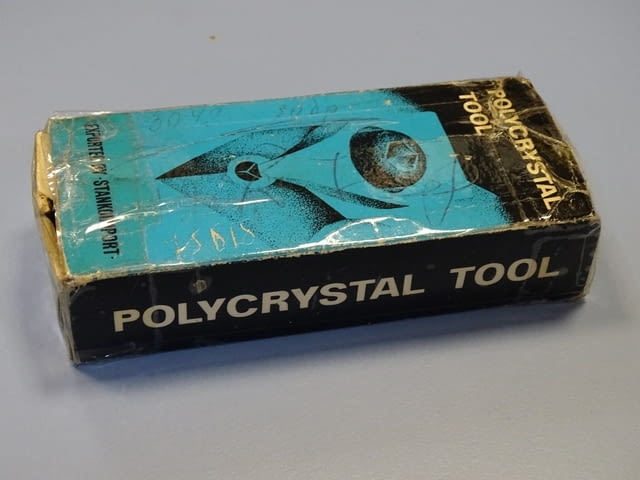 POLYCRYSTAL
TOOL
EXPORTED BY · STANKOIMPORT ·
POLYCRYSTAL TOOL